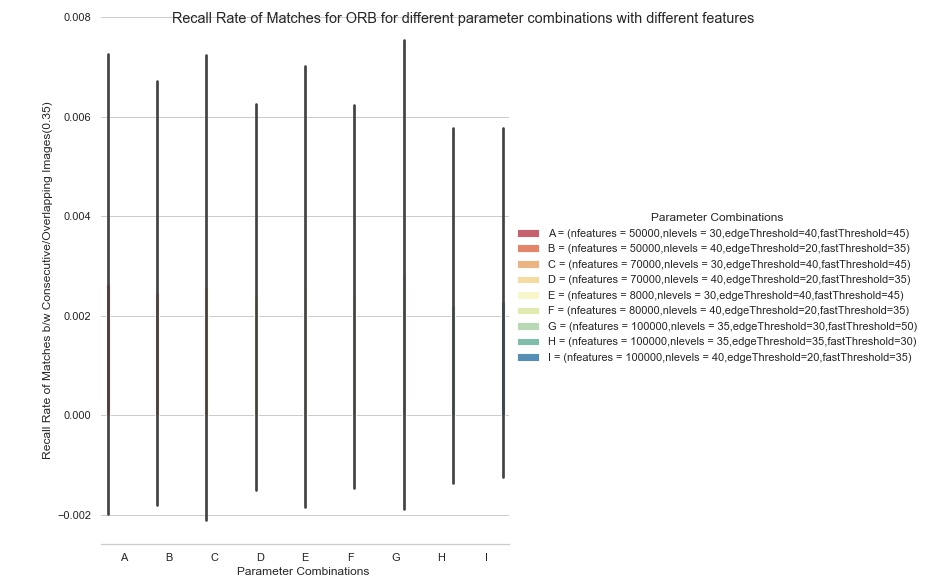 Recall Rate of Matches for ORB for different parameter combinations with different features
Recall Rate of Matches b/w Consecutive/Overlapping Images(0.35)
0.008
0.006
0.004
0.002
0.000
−0.002
A B C D E F G H I
Parameter Combinations
Parameter Combinations
A = (nfeatures = 50000,nlevels = 30,edgeThreshold=40,fastThreshold=45)
B = (nfeatures = 50000,nlevels = 40,edgeThreshold=20,fastThreshold=35)
C = (nfeatures = 70000,nlevels = 30,edgeThreshold=40,fastThreshold=45)
D = (nfeatures = 70000,nlevels = 40,edgeThreshold=20,fastThreshold=35)
E = (nfeatures = 8000,nlevels = 30,edgeThreshold=40,fastThreshold=45)
F = (nfeatures = 80000,nlevels = 40,edgeThreshold=20,fastThreshold=35)
G = (nfeatures = 100000,nlevels = 35,edgeThreshold=30,fastThreshold=50)
H = (nfeatures = 100000,nlevels = 35,edgeThreshold=35,fastThreshold=30)
I = (nfeatures = 100000,nlevels = 40,edgeThreshold=20,fastThreshold=35)